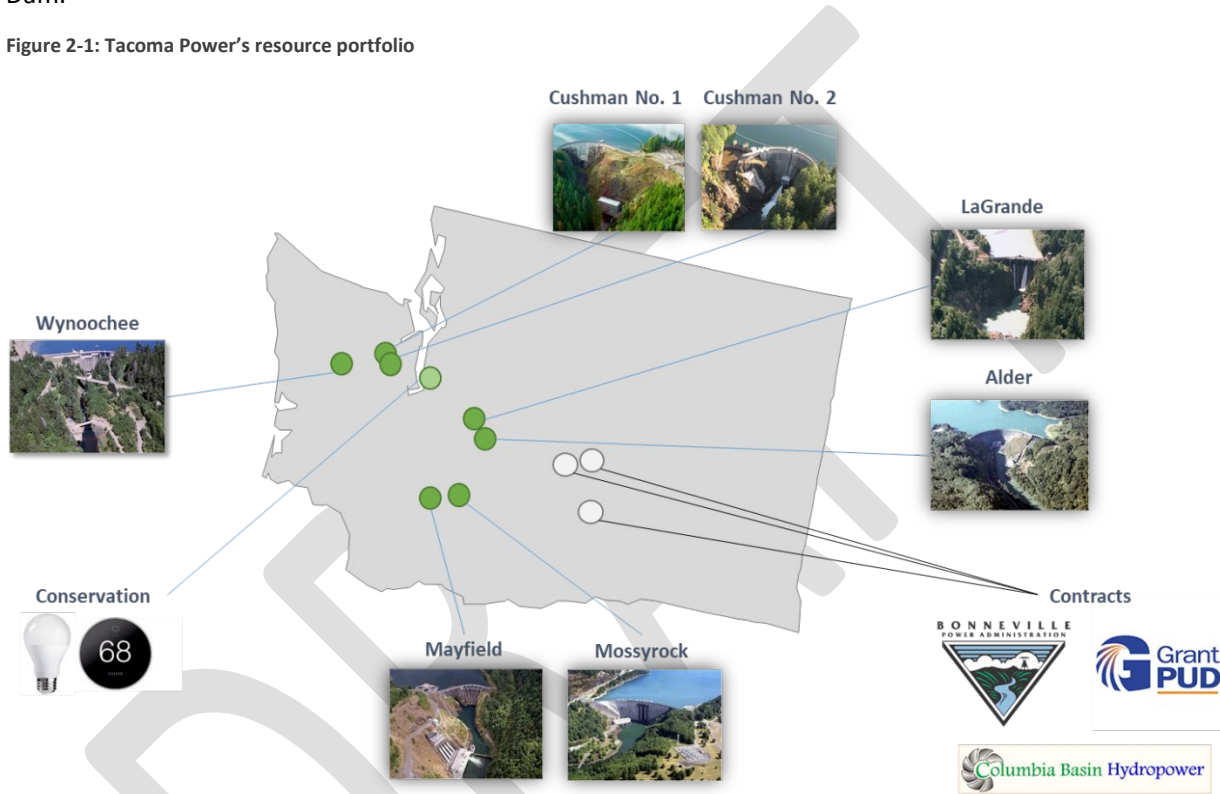 Dam.
Figure 2-1: Tacoma Power's resource portfolio
Cushman No. 1 Cushman No. 2
LaGrande
Wynoochee
Alder
Conservation
68
Contracts
BONNEVILLE
POWER ADMINISTRATION
Grant
PUD
Mayfield
Mossyrock
Columbia Basin Hydropower
DRAFT